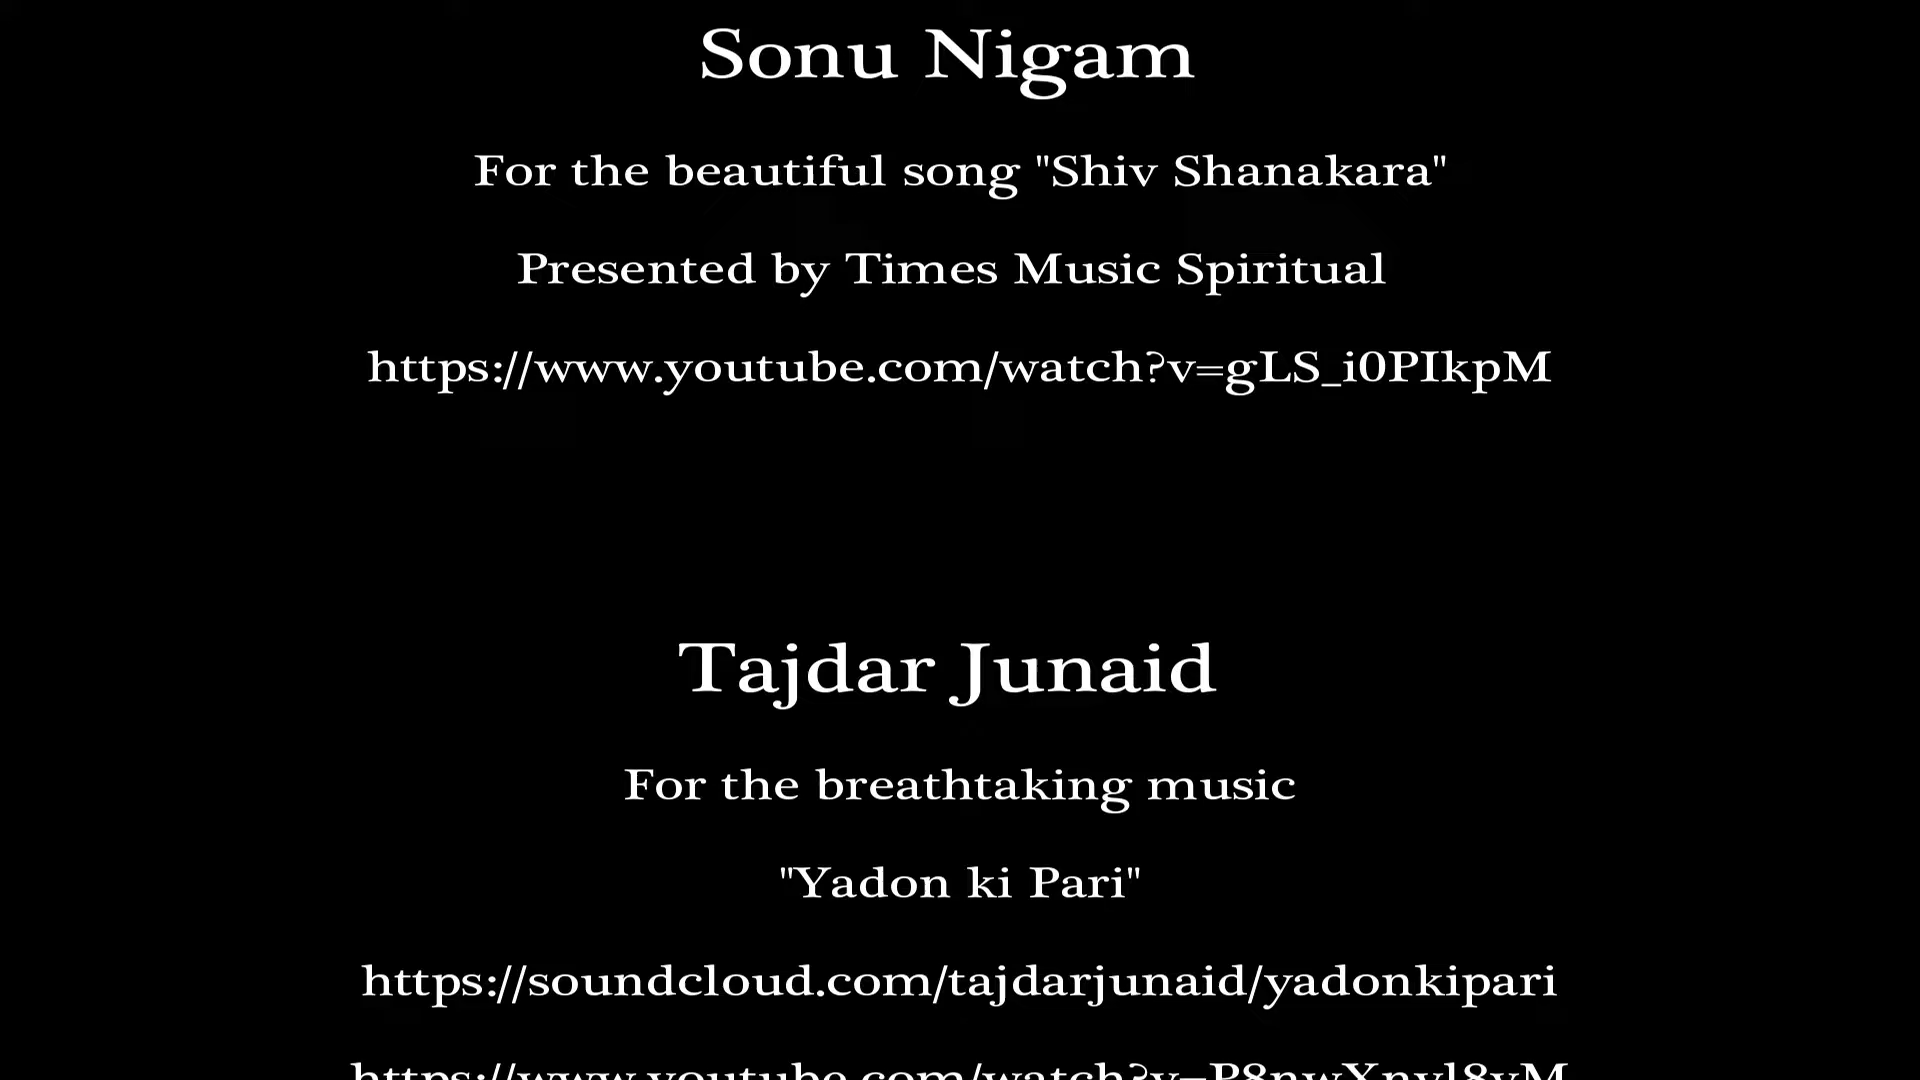 Sonu Nigam
For the beautiful song "Shiv Shanakara"
Presented by Times Music Spiritual
https://www.youtube.com/watch?v=gLS_i0PIkpM
Tajdar Junaid
For the breathtaking music
"Yadon ki Pari"
https://soundcloud.com/tajdarjunaid/yadonkipari